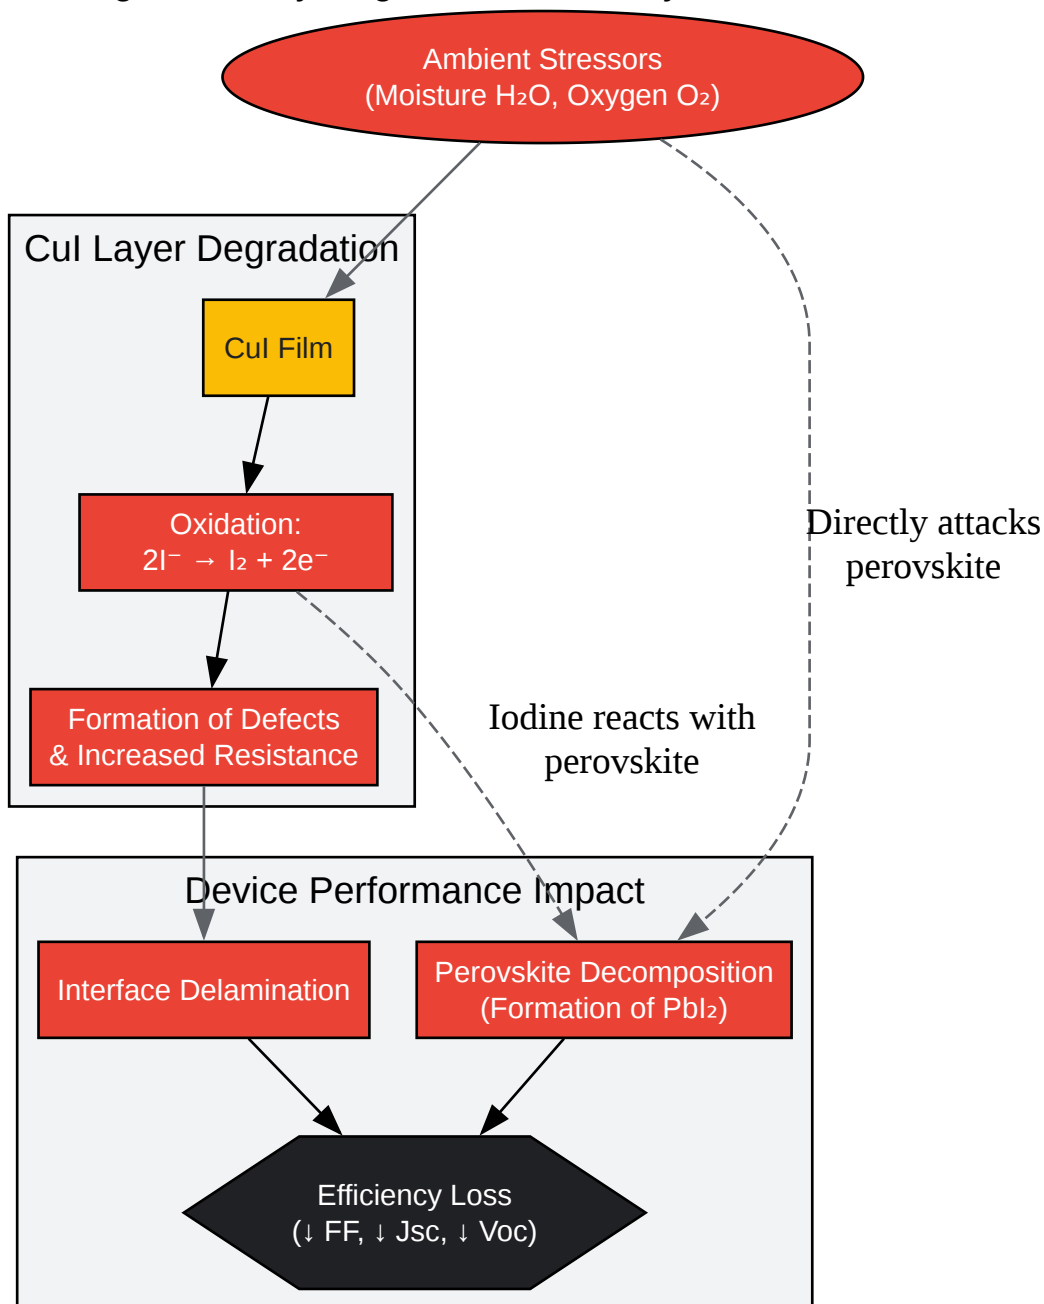 Ambient Stressors
(Moisture H₂O, Oxygen O₂)
CuI Layer Degradation
CuI Film
Oxidation:
2I⁻ → I₂ + 2e⁻
Directly attacks
perovskite
Formation of Defects
& Increased Resistance
Iodine reacts with
perovskite
Device Performance Impact
Interface Delamination
Perovskite Decomposition
(Formation of PbI₂)
Efficiency Loss
(↓ FF, ↓ Jsc, ↓ Voc)